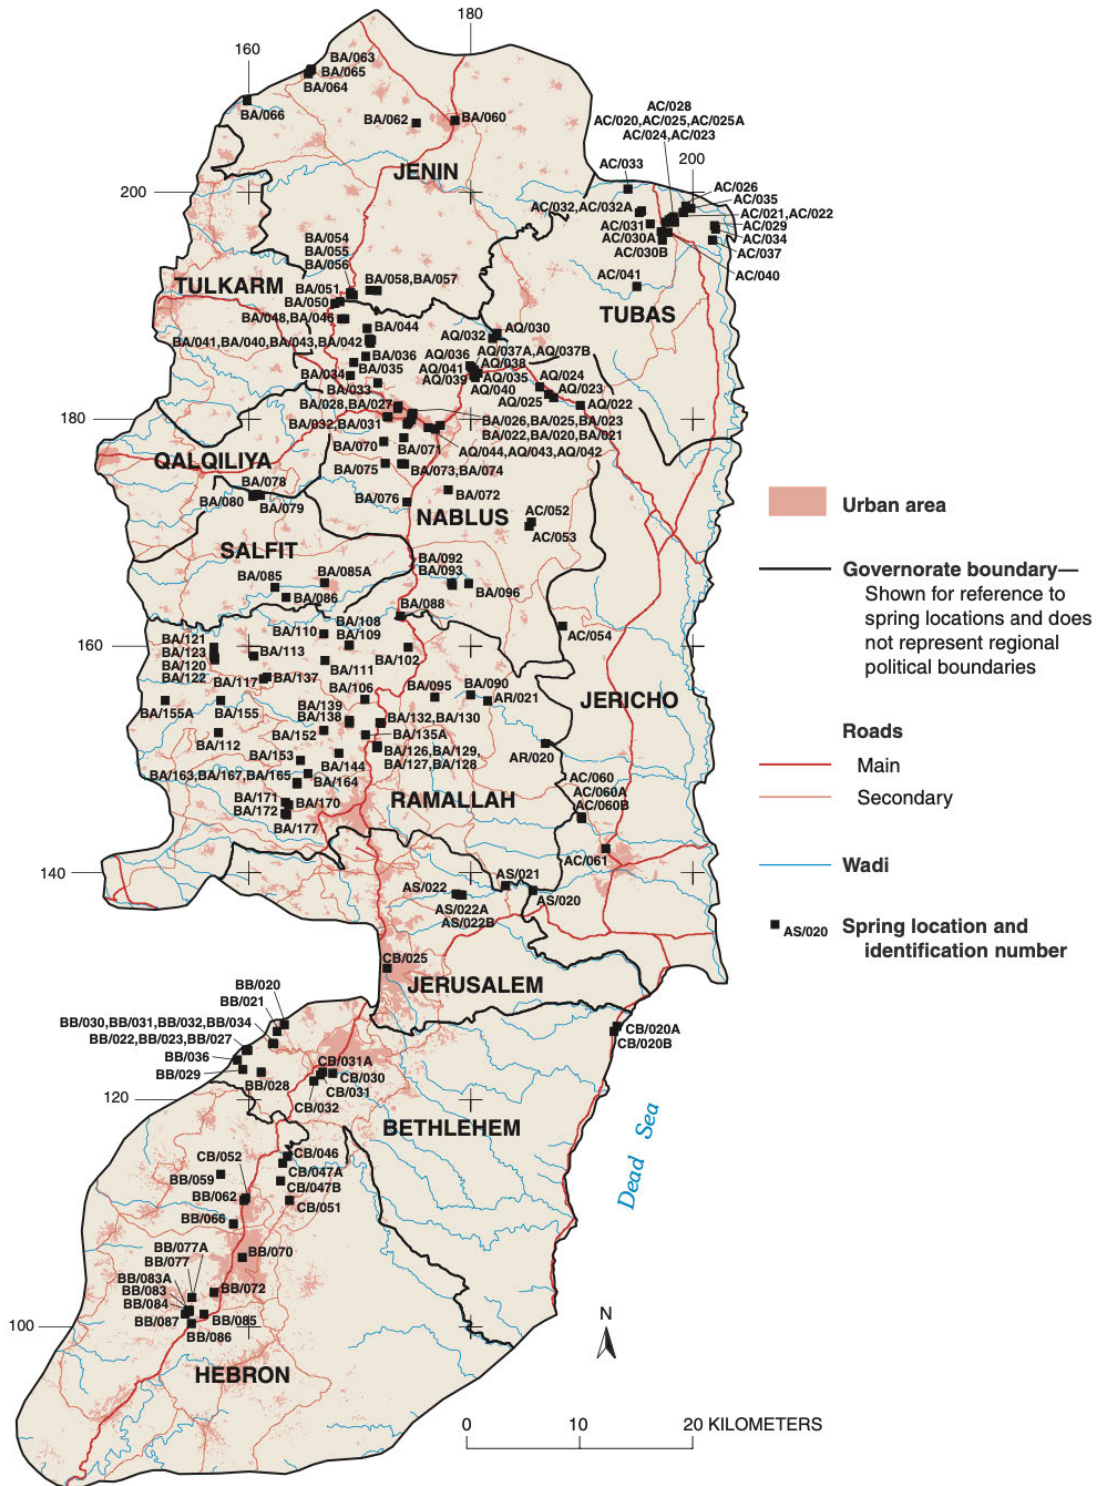 180
160
BA/063
BA/065
BA/064
BA/066
BA/062
BA/060
JENIN
AC/028
AC/020,AC/025,AC/025A
AC/024,AC/023
200
AC/033
200
AC/026
AC/035
AC/032,AC/032A
AC/021,AC/022
AC/031
AC/029
AC/030A
AC/034
AC/030B
AC/037
AC/040
AC/041
TUBAS
BA/054
BA/055
BA/056
BA/058,BA/057
TULKARM
BA/051
BA/050
BA/048,BA/046
BA/044
BA/041,BA/040,BA/043,BA/042
AQ/032
AQ/030
BA/036
BA/035
BA/034
BA/033
AQ/036
AQ/037A,AQ/037B
AQ/041
AQ/038
AQ/039
AQ/035
AQ/040
AQ/024
AQ/023
AQ/025
AQ/022
BA/028,BA/027
180
BA/032,BA/031
BA/026,BA/025,BA/023
BA/022,BA/020,BA/021
AQ/044,AQ/043,AQ/042
BA/070
BA/071
QALQILIYA
BA/075
BA/073,BA/074
BA/078
BA/080
BA/079
BA/076
BA/072
NABLUS
AC/052
AC/053
SALFIT
BA/085
BA/085A
BA/086
BA/092
BA/093
BA/096
BA/088
BA/108
BA/109
BA/110
AC/054
160
BA/121
BA/123
BA/120
BA/122
BA/113
BA/111
BA/102
BA/117
BA/137
BA/106
BA/095
BA/090
AR/021
JERICHO
BA/155A
BA/155
BA/139
BA/138
BA/132,BA/130
BA/112
BA/152
BA/135A
BA/126,BA/129,
BA/127,BA/128
AR/020
BA/153
BA/144
BA/163,BA/167,BA/165
BA/164
AC/060
AC/060A
AC/060B
BA/171
BA/170
BA/172
BA/177
RAMALLAH
AC/061
140
AS/022
AS/021
AS/020
AS/022A
AS/022B
CB/025
JERUSALEM
BB/020
BB/021
BB/030,BB/031,BB/032,BB/034
BB/022,BB/023,BB/027
BB/036
BB/029
BB/028
CB/031A
CB/030
CB/031
CB/032
CB/020A
CB/020B
120
BETHLEHEM
Dead Sea
CB/046
CB/052
CB/047A
BB/059
CB/047B
BB/062
CB/051
BB/066
BB/077A
BB/077
BB/070
BB/083A
BB/083
BB/084
BB/072
BB/087
BB/085
BB/086
100
HEBRON
N
0 10 20 KILOMETERS
Urban area
Governorate boundary—
Shown for reference to
spring locations and does
not represent regional
political boundaries
Roads
Main
Secondary
Wadi
AS/020 Spring location and
identification number